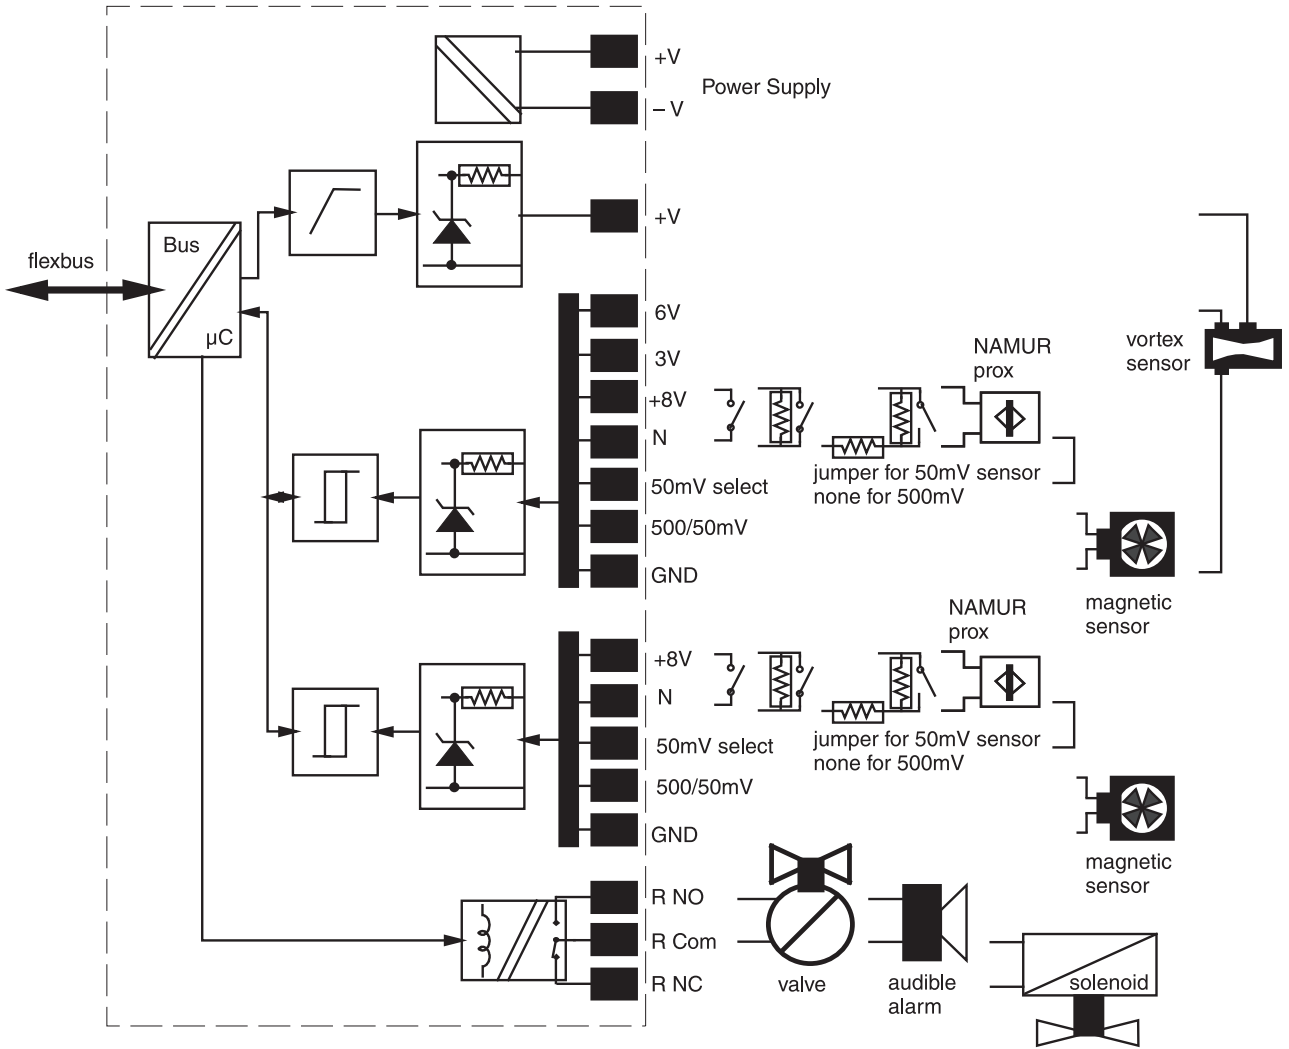 +V
– V
Power Supply
+V
flexbus
Bus
µC
6V
3V
+8V
N
50mV select
500/50mV
GND
NAMUR
prox
vortex
sensor
jumper for 50mV sensor
none for 500mV
magnetic
sensor
+8V
N
50mV select
500/50mV
GND
NAMUR
prox
jumper for 50mV sensor
none for 500mV
magnetic
sensor
R NO
R Com
R NC
valve
audible
alarm
solenoid